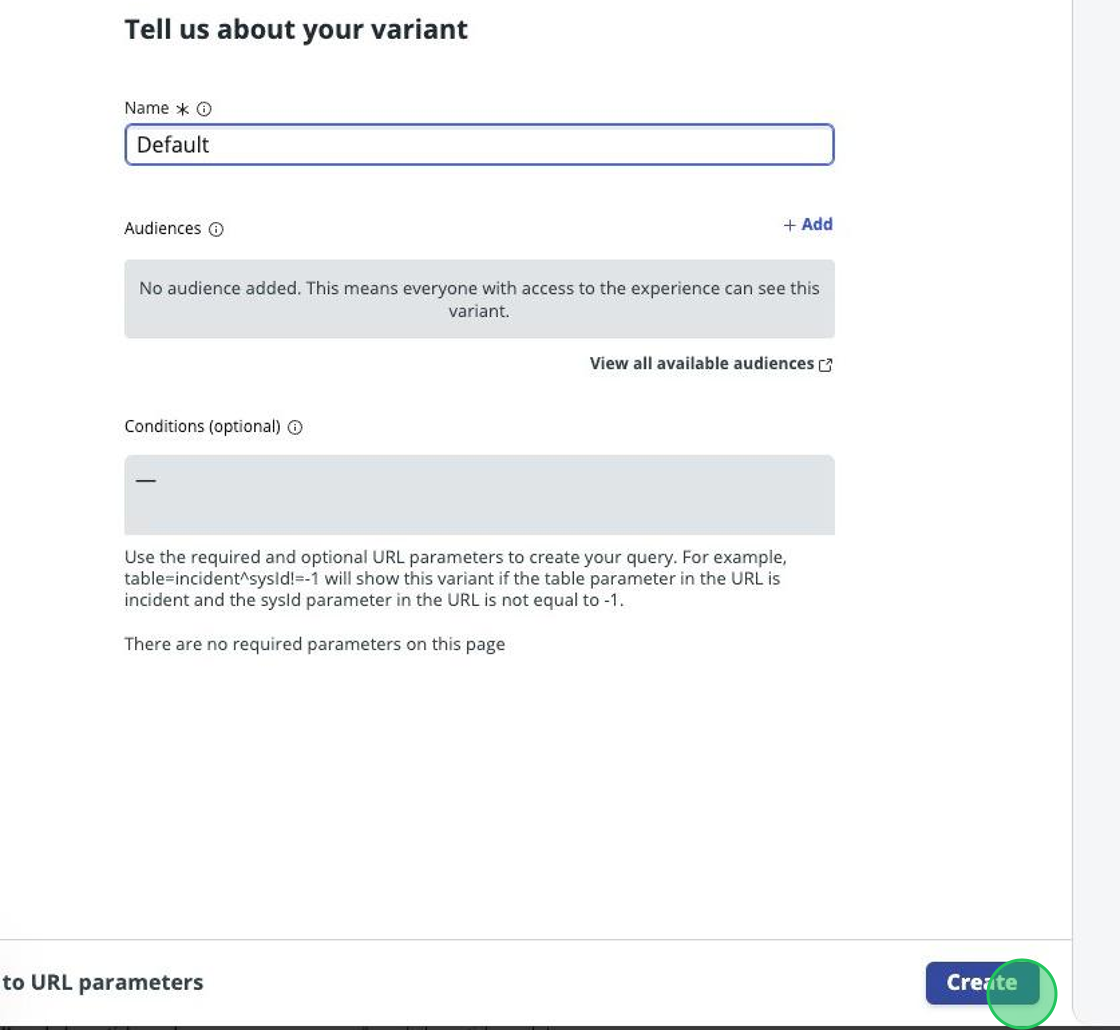 Tell us about your variant
Name *
Default
Audiences
+ Add
No audience added. This means everyone with access to the experience can see this
variant.
View all available audiences
Conditions (optional)
—
Use the required and optional URL parameters to create your query. For example,
table=incident^sysId!=-1 will show this variant if the table parameter in the URL is
incident and the sysId parameter in the URL is not equal to -1.
There are no required parameters on this page
to URL parameters
Create